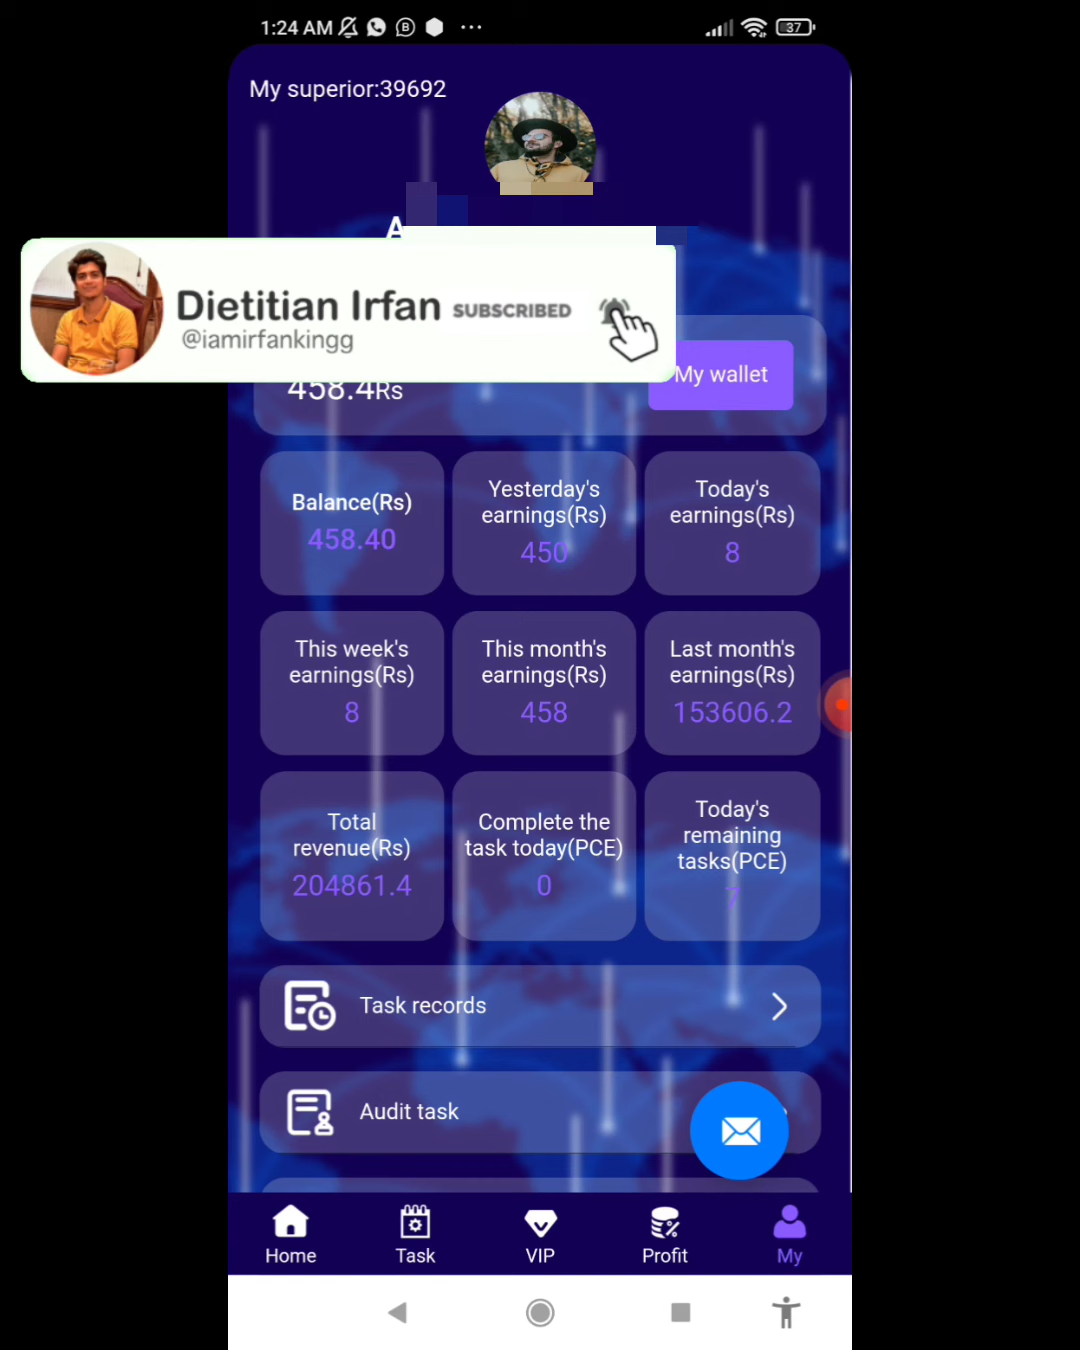 1:24 AM
37
My superior:39692
A
Dietitian Irfan SUBSCRIBED
@iamirfankingg
458.4Rs
My wallet
Balance(Rs)
458.40
Yesterday's
earnings(Rs)
450
Today's
earnings(Rs)
8
This week's
earnings(Rs)
8
This month's
earnings(Rs)
458
Last month's
earnings(Rs)
153606.2
Total
revenue(Rs)
204861.4
Complete the
task today(PCE)
0
Today's
remaining
tasks(PCE)
7
Task records
Audit task
Home
Task
VIP
Profit
My